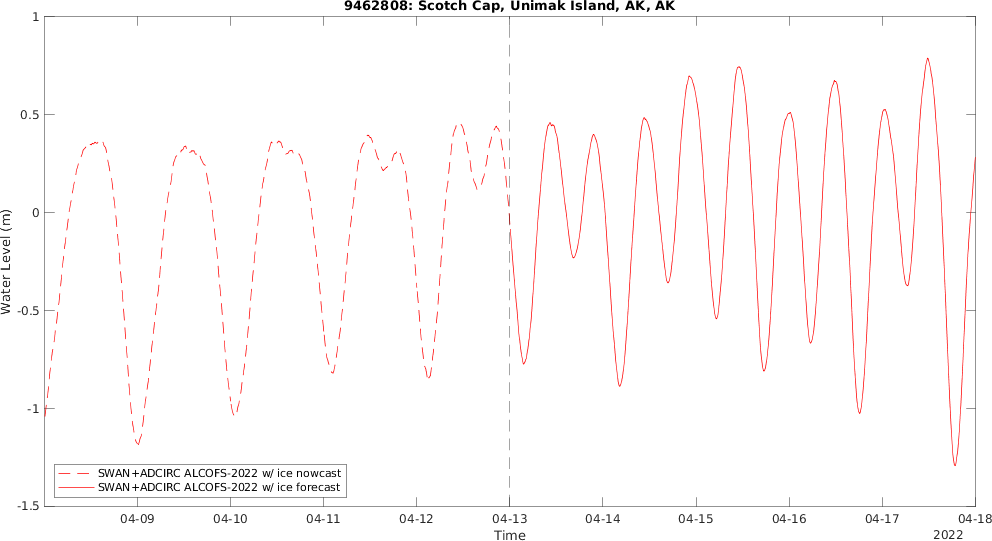 9462808: Scotch Cap, Unimak Island, AK, AK
1
0.5
0
-0.5
-1
-1.5
Water Level (m)
SWAN+ADCIRC ALCOFS-2022 w/ ice nowcast
SWAN+ADCIRC ALCOFS-2022 w/ ice forecast
04-09 04-10 04-11 04-12 04-13 04-14 04-15 04-16 04-17 04-18
Time
2022